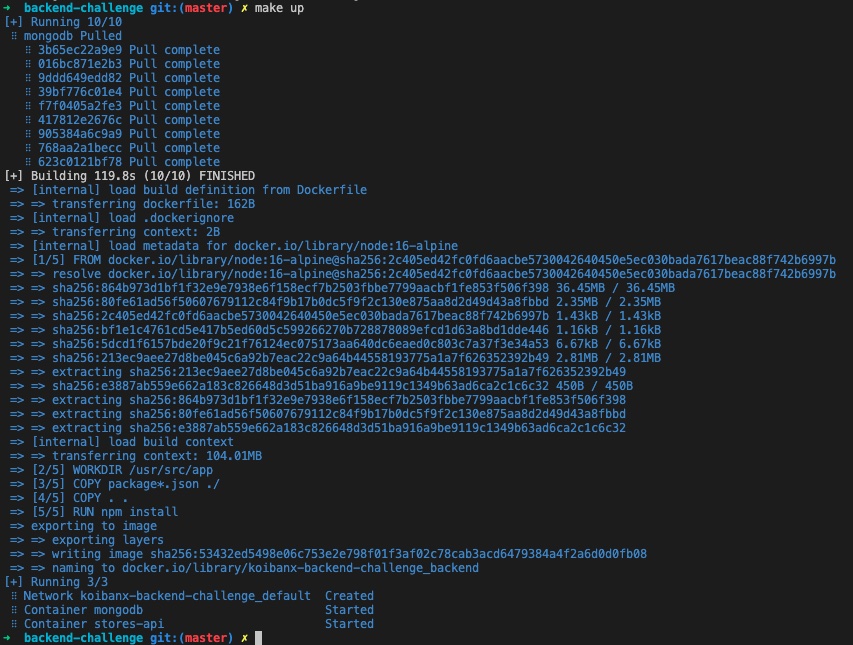 → backend-challenge git:(master) ✗ make up
[+] Running 10/10
⠿ mongodb Pulled
⠿ 3b65ec22a9e9 Pull complete
⠿ 016bc871e2b3 Pull complete
⠿ 9ddd649edd82 Pull complete
⠿ 39bf776c01e4 Pull complete
⠿ f7f0405a2fe3 Pull complete
⠿ 417812e2676c Pull complete
⠿ 905384a6c9a9 Pull complete
⠿ 768aa2a1becc Pull complete
⠿ 623c0121bf78 Pull complete
[+] Building 119.8s (10/10) FINISHED
=> [internal] load build definition from Dockerfile
=> => transferring dockerfile: 162B
=> [internal] load .dockerignore
=> => transferring context: 2B
=> [internal] load metadata for docker.io/library/node:16-alpine
=> [1/5] FROM docker.io/library/node:16-alpine@sha256:2c405ed42fc0fd6aacbe5730042640450e5ec030bada7617beac88f742b6997b
=> => resolve docker.io/library/node:16-alpine@sha256:2c405ed42fc0fd6aacbe5730042640450e5ec030bada7617beac88f742b6997b
=> => sha256:864b973d1bf1f32e9e7938e6f158ecf7b2503fbbe7799aacbf1fe853f506f398 36.45MB / 36.45MB
=> => sha256:80fe61ad56f50607679112c84f9b17b0dc5f9f2c130e875aa8d2d49d43a8fbbd 2.35MB / 2.35MB
=> => sha256:2c405ed42fc0fd6aacbe5730042640450e5ec030bada7617beac88f742b6997b 1.43kB / 1.43kB
=> => sha256:bf1e1c4761cd5e417b5ed60d5c599266270b728878089efcd1d63a8bd1dde446 1.16kB / 1.16kB
=> => sha256:5dcd1f6157bde20f9c21f76124ec075173aa640dc6eaed0c803c7a37f3e34a53 6.67kB / 6.67kB
=> => sha256:213ec9aee27d8be045c6a92b7eac22c9a64b44558193775a1a7f626352392b49 2.81MB / 2.81MB
=> => extracting sha256:213ec9aee27d8be045c6a92b7eac22c9a64b44558193775a1a7f626352392b49
=> => sha256:e3887ab559e662a183c826648d3d51ba916a9be9119c1349b63ad6ca2c1c6c32 450B / 450B
=> => extracting sha256:864b973d1bf1f32e9e7938e6f158ecf7b2503fbbe7799aacbf1fe853f506f398
=> => extracting sha256:80fe61ad56f50607679112c84f9b17b0dc5f9f2c130e875aa8d2d49d43a8fbbd
=> => extracting sha256:e3887ab559e662a183c826648d3d51ba916a9be9119c1349b63ad6ca2c1c6c32
=> [internal] load build context
=> => transferring context: 104.01MB
=> [2/5] WORKDIR /usr/src/app
=> [3/5] COPY package*.json ./
=> [4/5] COPY . .
=> [5/5] RUN npm install
=> exporting to image
=> => exporting layers
=> => writing image sha256:53432ed5498e06c753e2e798f01f3af02c78cab3acd6479384a4f2a6d0d0fb08
=> => naming to docker.io/library/koibanx-backend-challenge_backend
[+] Running 3/3
⠿ Network koibanx-backend-challenge_default Created
⠿ Container mongodb Started
⠿ Container stores-api Started
→ backend-challenge git:(master) ✗